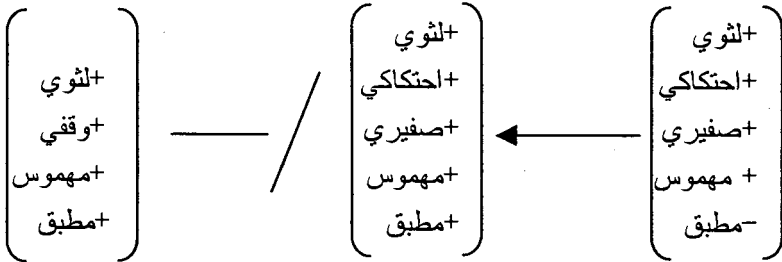 +لثوي
+احتكاكي
+صفيري
+ مهموس
−مطبق
+لثوي
+احتكاكي
+صفيري
+مهموس
+مطبق
+لثوي
+وقفي
+مهموس
+مطبق